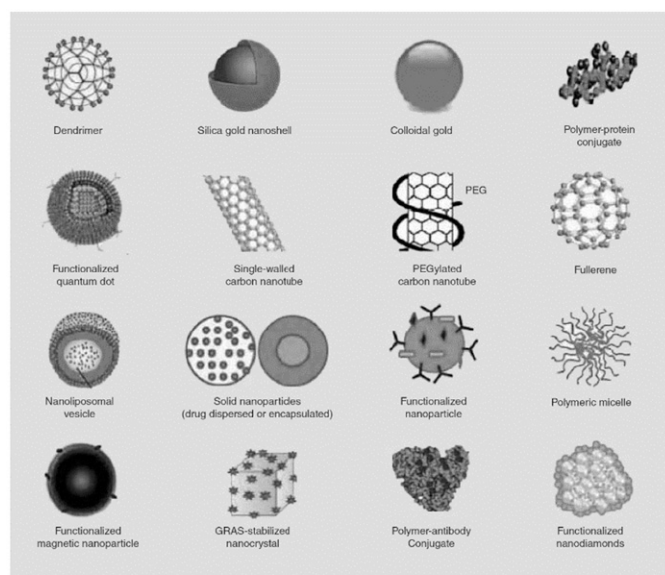 Dendrimer
Silica gold nanoshell
Colloidal gold
Polymer-protein
conjugate
PEG
Functionalized
quantum dot
Single-walled
carbon nanotube
PEGylated
carbon nanotube
Fullerene
Nanoliposomal
vesicle
Solid nanopartides
(drug dispersed or encapsulated)
Functionalized
nanoparticle
Polymeric micelle
Functionalized
magnetic nanoparticle
GRAS-stabilized
nanocrystal
Polymer-antibody
Conjugate
Functionalized
nanodiamonds